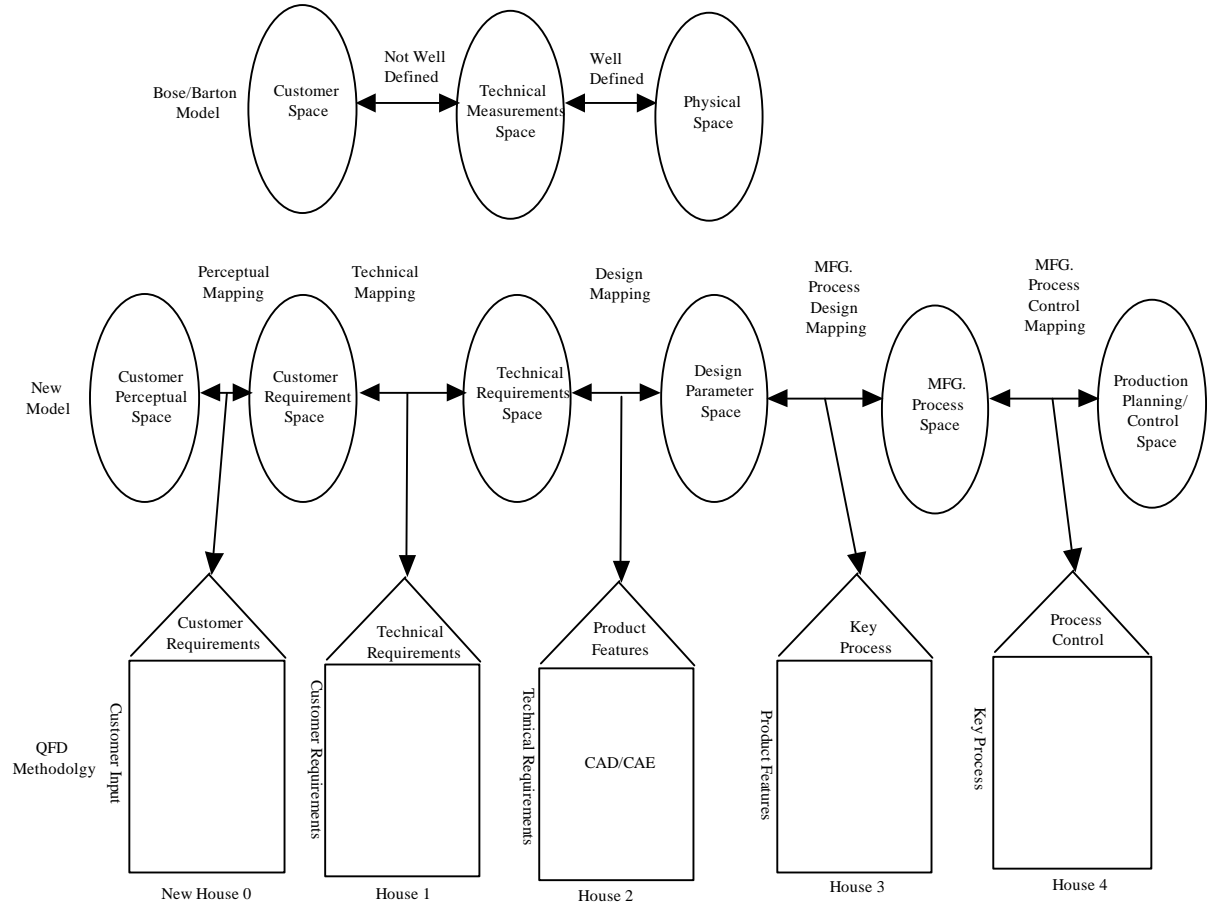 Not Well
Defined
Well
Defined
Bose/Barton
Model
Customer
Space
Technical
Measurements
Space
Physical
Space
Perceptual
Mapping
Technical
Mapping
Design
Mapping
MFG.
Process
Design
Mapping
MFG.
Process
Control
Mapping
New
Model
Customer
Perceptual
Space
Customer
Requirement
Space
Technical
Requirements
Space
Design
Parameter
Space
MFG.
Process
Space
Production
Planning/
Control
Space
Customer
Requirements
Technical
Requirements
Product
Features
Key
Process
Process
Control
QFD
Methodolgy
Customer Input
Customer Requirements
Technical Requirements
CAD/CAE
Product Features
Key Process
New House 0
House 1
House 2
House 3
House 4